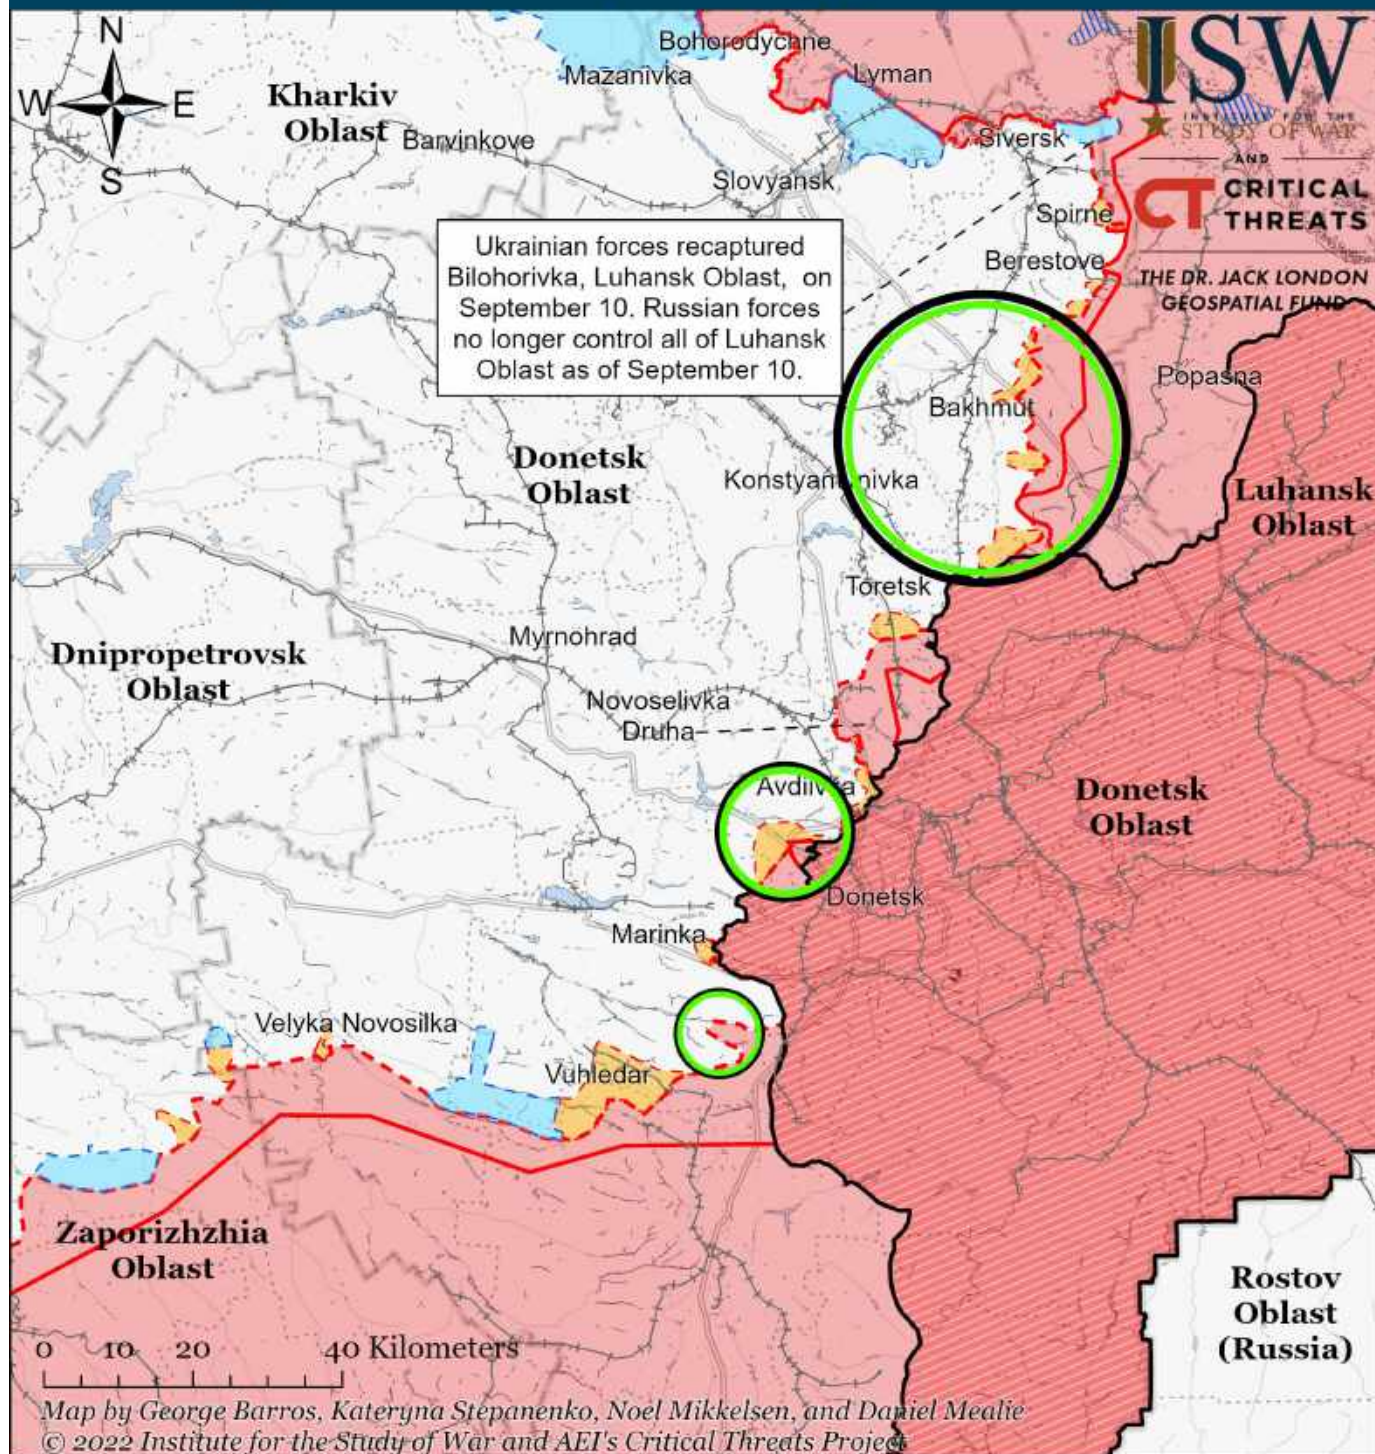 N
W E
S
Kharkiv
Oblast
Barvinkove
Mazanivka
Bohorodychne
Lyman
Siversk
Slovyansk
Spirne
Berestove
ISW
INSTITUTE FOR THE
STUDY OF WAR
AND
CT CRITICAL
THREATS
THE DR. JACK LONDON
GEOSPATIAL FUND
Ukrainian forces recaptured
Bilohorivka, Luhansk Oblast, on
September 10. Russian forces
no longer control all of Luhansk
Oblast as of September 10.
Popasna
Bakhmut
Donetsk
Oblast
Konstyantynivka
Luhansk
Oblast
Toretsk
Myrnohrad
Dnipropetrovsk
Oblast
Novoselivka
Druha
Avdiivka
Donetsk
Oblast
Donetsk
Marinka
Velyka Novosilka
Vuhledar
Zaporizhzhia
Oblast
Rostov
Oblast
(Russia)
0 10 20 40 Kilometers
Map by George Barros, Kateryna Stepanenko, Noel Mikkelsen, and Daniel Mealie
© 2022 Institute for the Study of War and AEI's Critical Threats Project